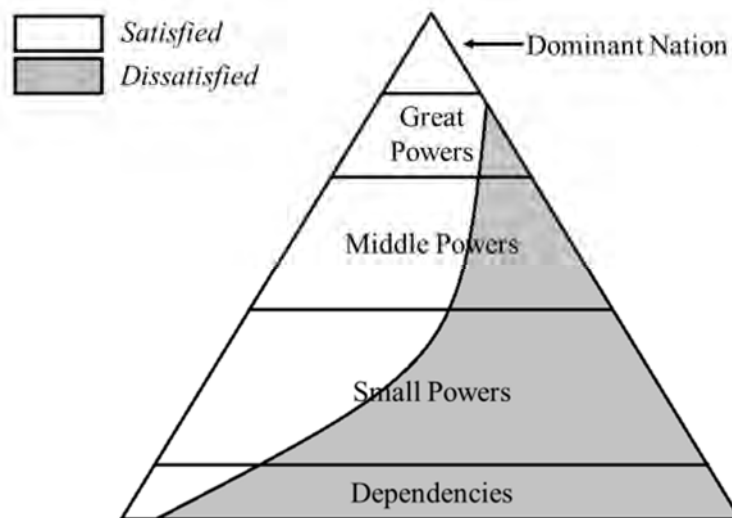 Satisfied
Dissatisfied
Dominant Nation
Great
Powers
Middle Powers
Small Powers
Dependencies